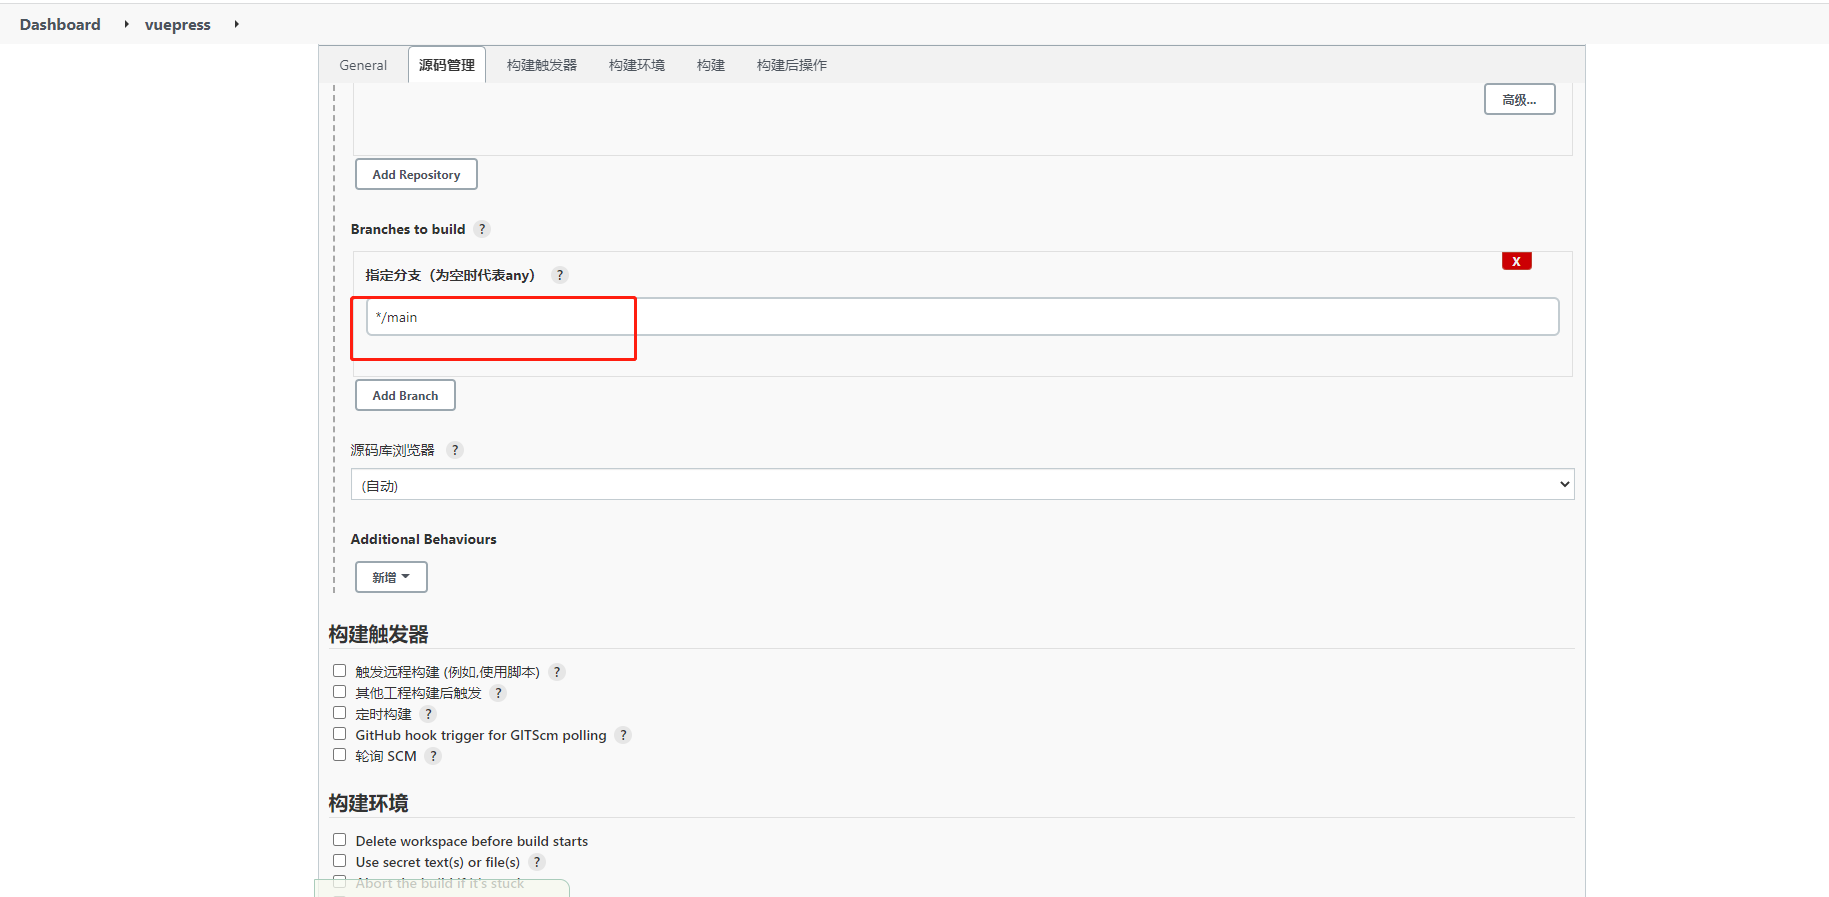 Dashboard vuepress
General 源码管理 构建触发器 构建环境 构建 构建后操作
高级...
Add Repository
Branches to build ?
X
指定分支（为空时代表any） ?
*/main
Add Branch
源码库浏览器 ?
(自动)
Additional Behaviours
新增
构建触发器
触发远程构建 (例如,使用脚本) ?
其他工程构建后触发 ?
定时构建 ?
GitHub hook trigger for GITScm polling ?
轮询 SCM ?
构建环境
Delete workspace before build starts
Use secret text(s) or file(s) ?
Abort the build if it's stuck